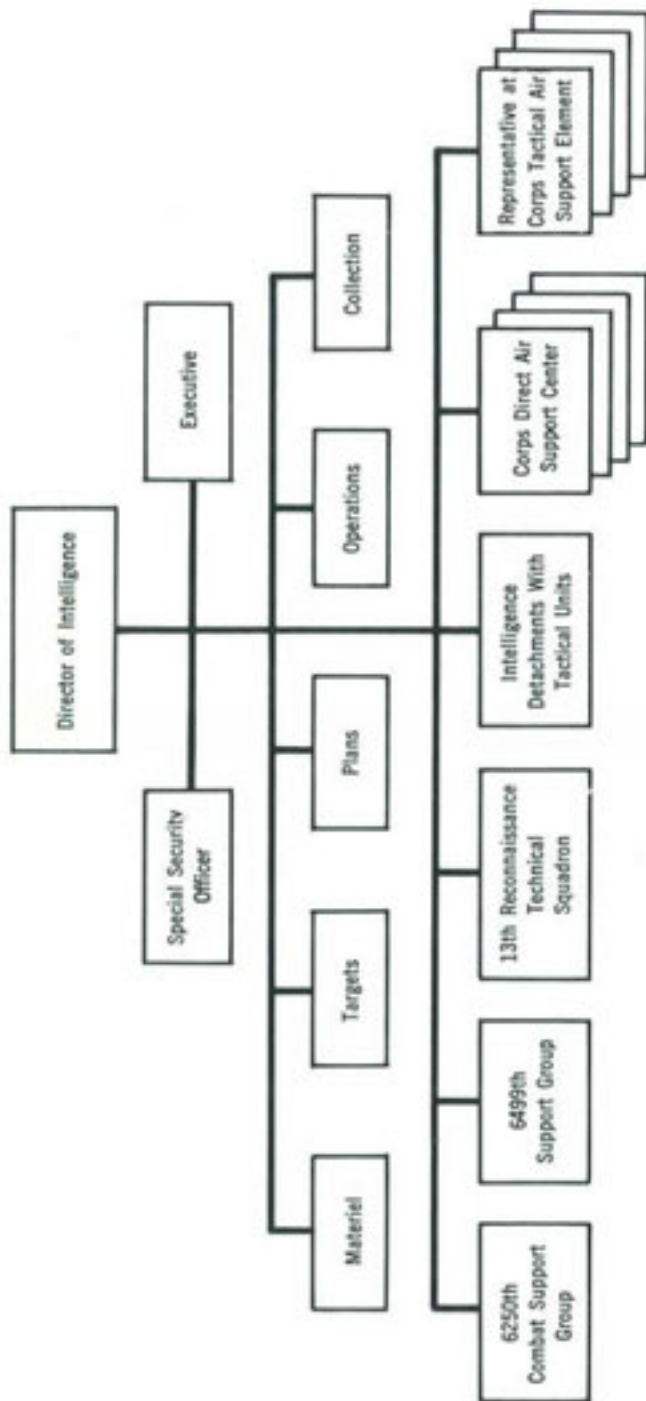 Director of Intelligence
Special Security
Officer
Executive
Materiel
Targets
Plans
Operations
Collection
6250th
Combat Support
Group
6499th
Support Group
13th Reconnaissance
Technical
Squadron
Intelligence
Detachments With
Tactical Units
Corps Direct Air
Support Center
Representative at
Corps Tactical Air
Support Element